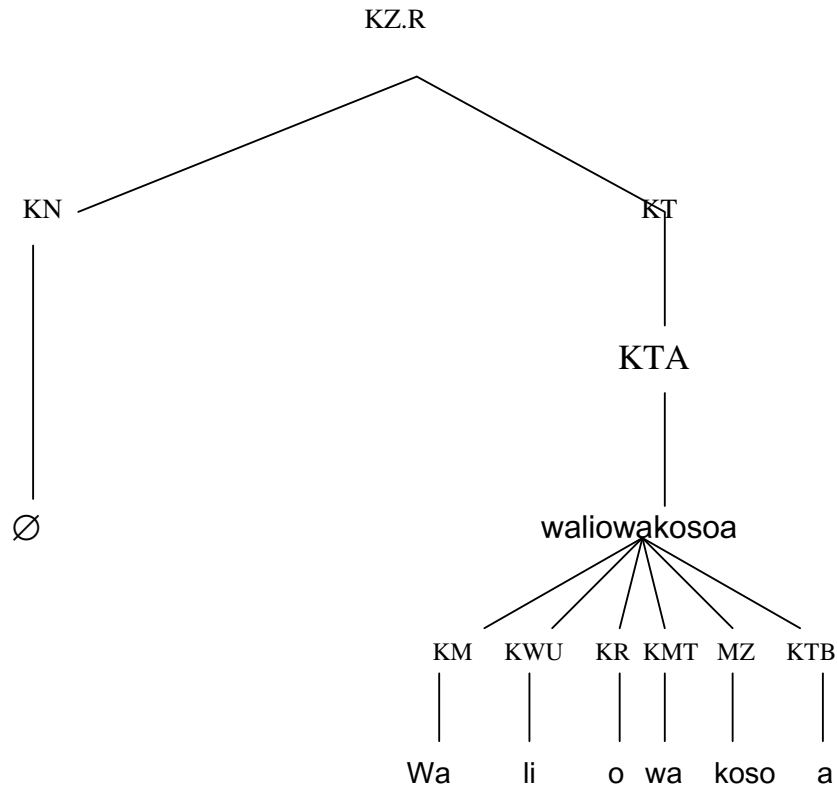 KZ.R
KN KT
KTA
∅ waliowakosoa
KM KWU KR KMT MZ KTB
Wa li o wa koso a